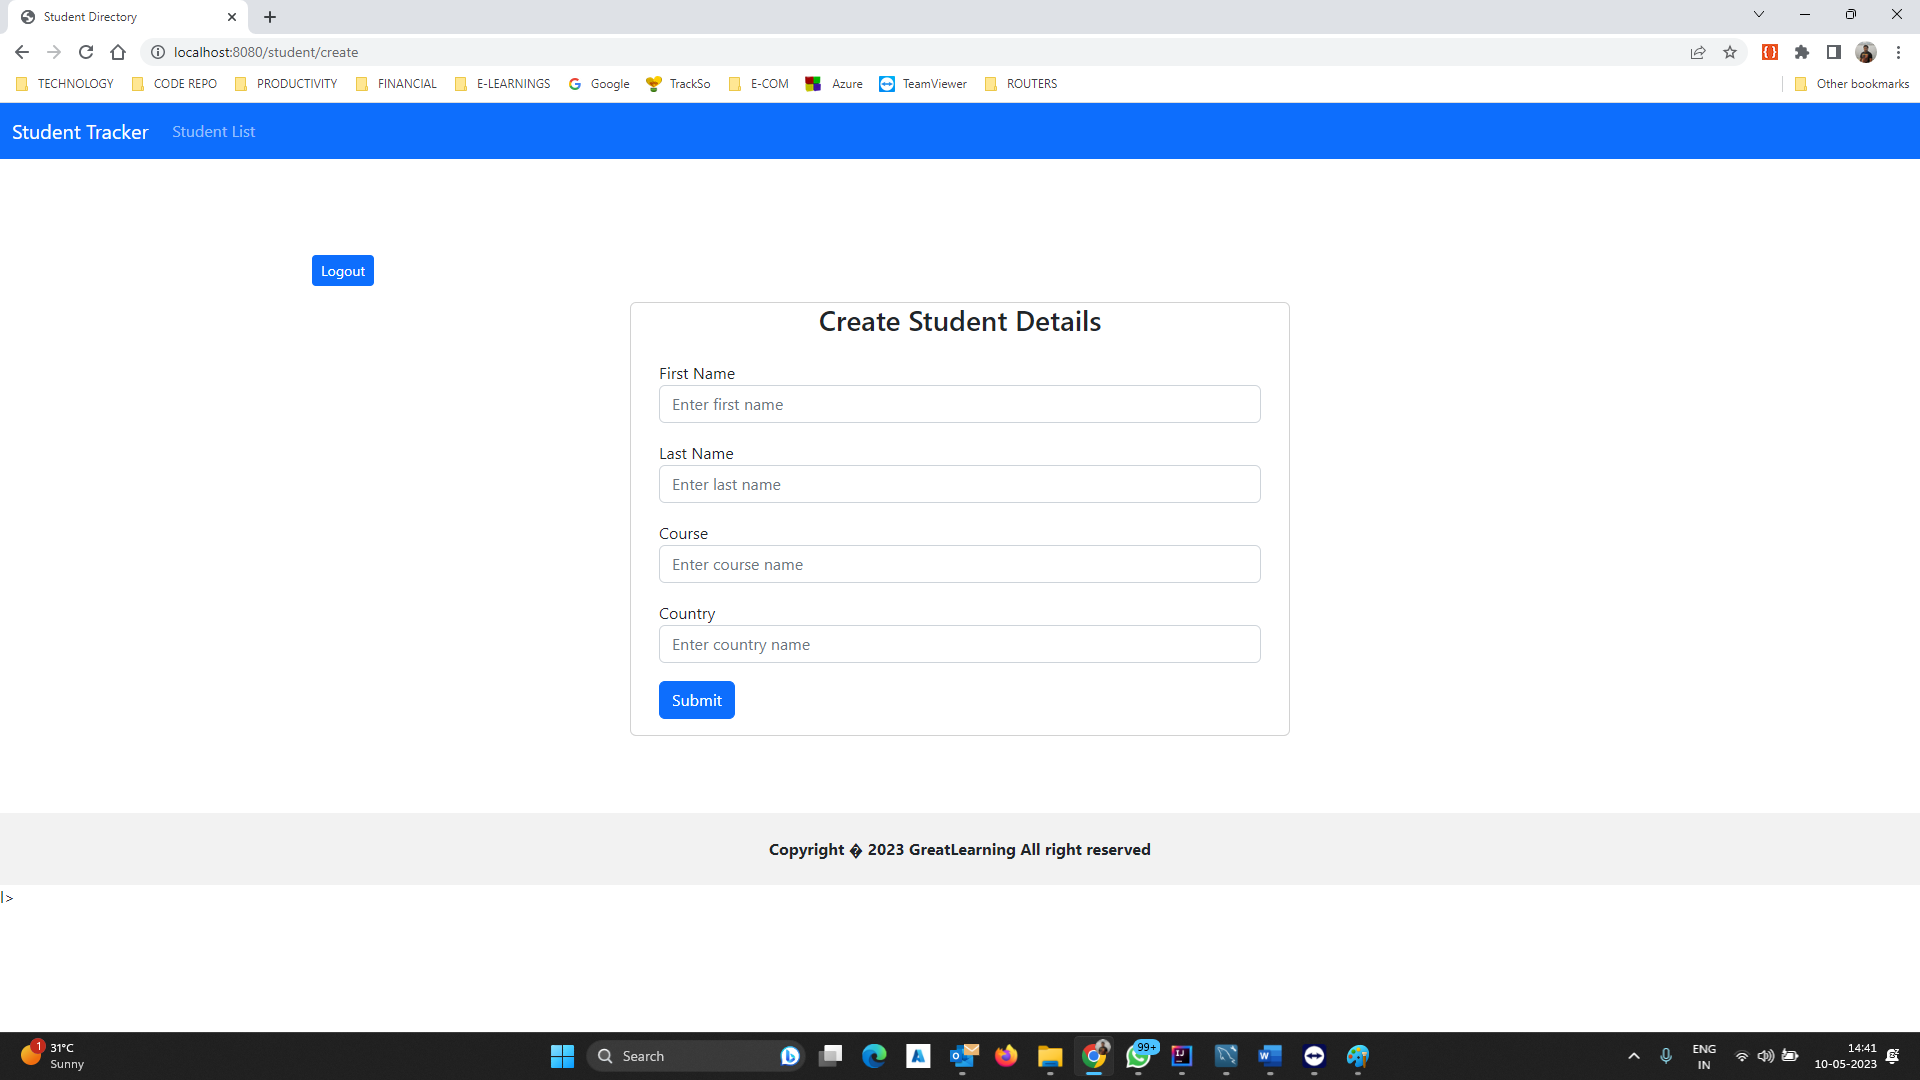 Student Directory
localhost:8080/student/create
TECHNOLOGY CODE REPO PRODUCTIVITY FINANCIAL E-LEARNINGS Google TrackSo E-COM Azure TeamViewer ROUTERS Other bookmarks
Student Tracker Student List
Logout
Create Student Details
First Name
Enter first name
Last Name
Enter last name
Course
Enter course name
Country
Enter country name
Submit
Copyright � 2023 GreatLearning All right reserved
|>
1 31°C
Sunny
Search
99+
ENG
IN
14:41
10-05-2023